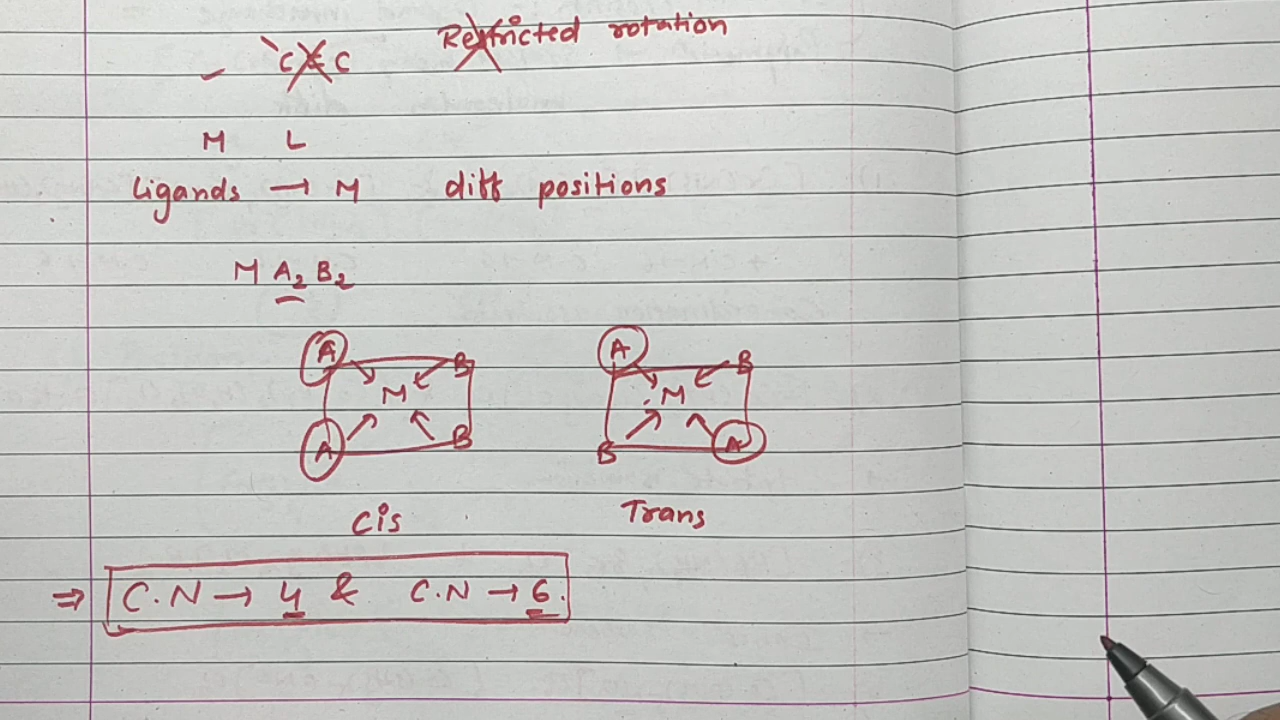 Restricted rotation
C = C
M L
Ligands → M diff positions
M A₂ B₂
A B A B
M M
A B B A
Cis Trans
⇒ C.N → 4 & C.N → 6.